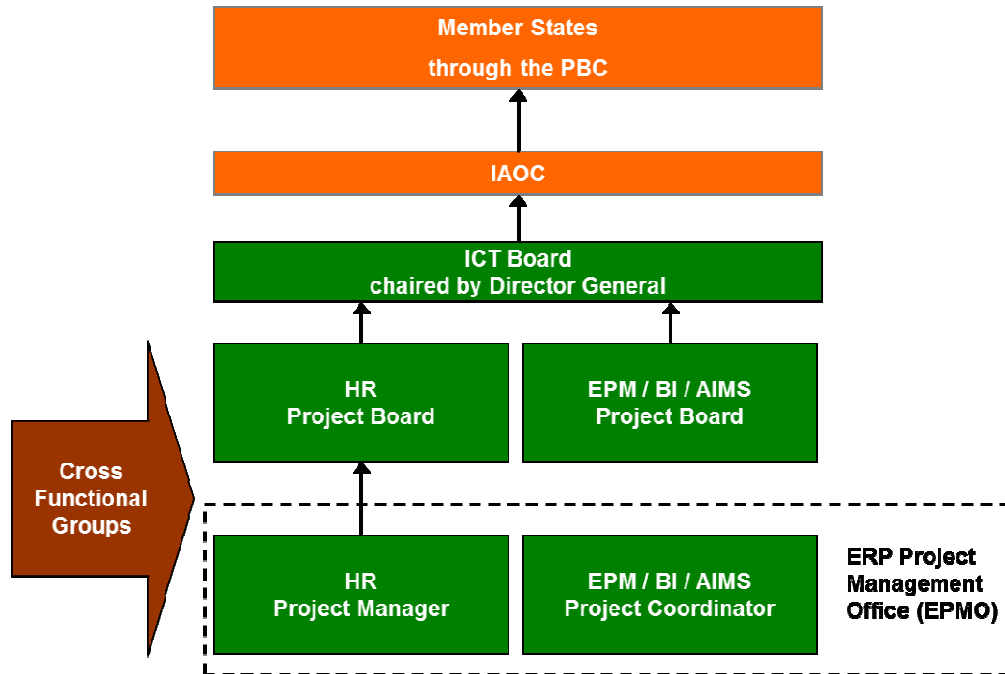 Member States
through the PBC
IAOC
ICT Board
chaired by Director General
HR
Project Board
EPM / BI / AIMS
Project Board
Cross
Functional
Groups
HR
Project Manager
EPM / BI / AIMS
Project Coordinator
ERP Project
Management
Office (EPMO)